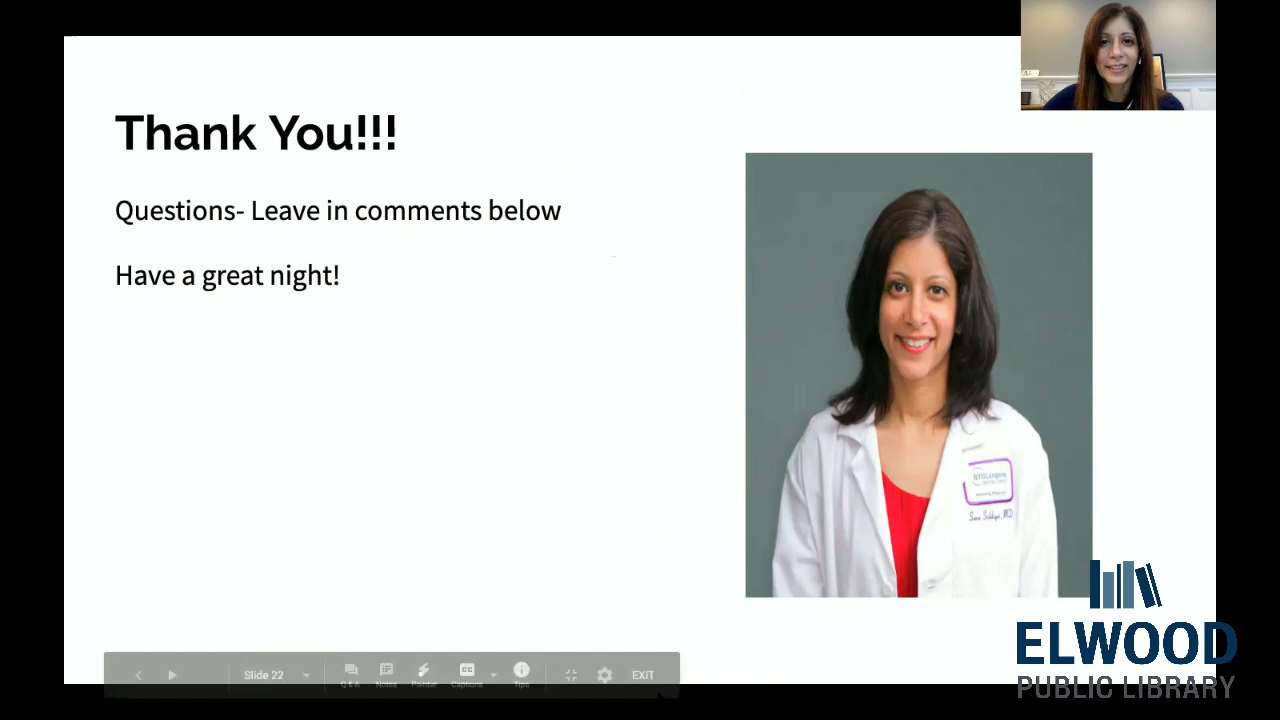 Thank You!!!
Questions- Leave in comments below
Have a great night!
Slide 22
Q & A
Notes
Pointer
Captions
Tips
EXIT
ELWOOD
PUBLIC LIBRARY